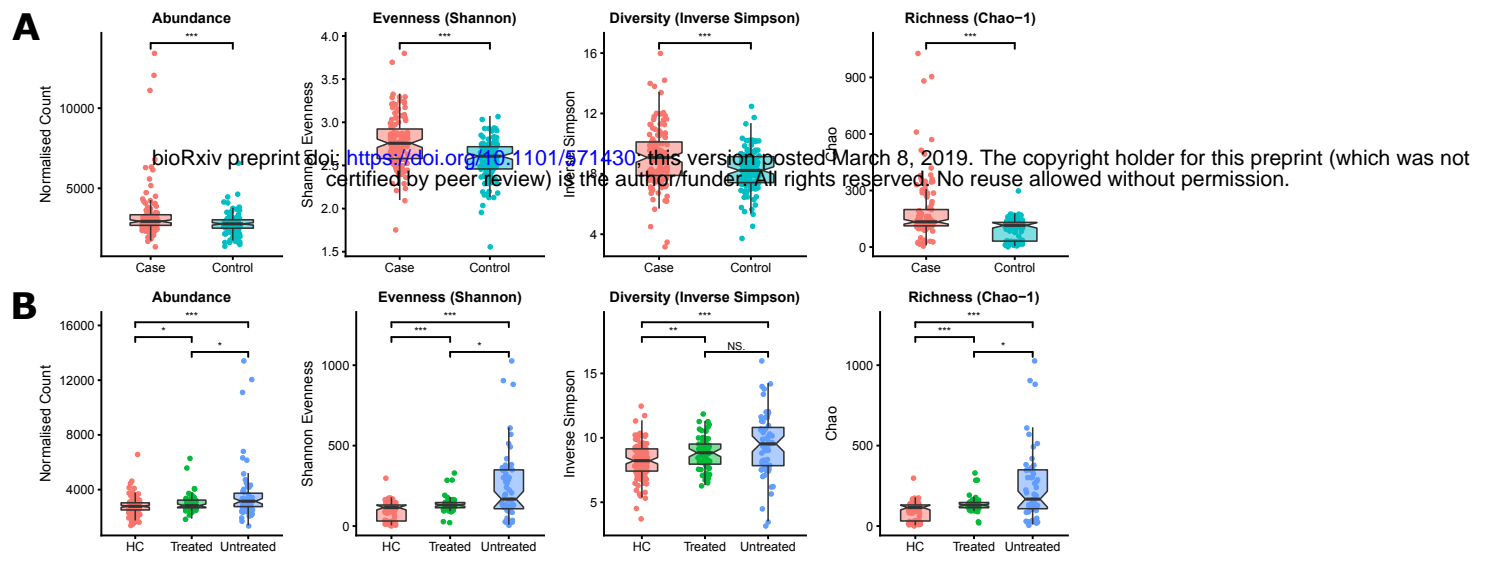 A
Abundance
Evenness (Shannon)
Diversity (Inverse Simpson)
Richness (Chao−1)
***
***
***
***
Normalised Count
10000
5000
Case
Control
Shannon Evenness
4.0
3.5
3.0
2.5
2.0
1.5
Case
Control
Inverse Simpson
16
12
8
4
Case
Control
Chao
900
600
300
0
Case
Control
bioRxiv preprint doi: https://doi.org/10.1101/571430; this version posted March 8, 2019. The copyright holder for this preprint (which was not
certified by peer review) is the author/funder. All rights reserved. No reuse allowed without permission.
B
Abundance
Evenness (Shannon)
Diversity (Inverse Simpson)
Richness (Chao−1)
Normalised Count
16000
12000
8000
4000
***
*
*
HC
Treated
Untreated
Shannon Evenness
1000
500
0
***
***
*
HC
Treated
Untreated
Inverse Simpson
15
10
5
***
**
NS.
HC
Treated
Untreated
Chao
1000
500
0
***
***
*
HC
Treated
Untreated